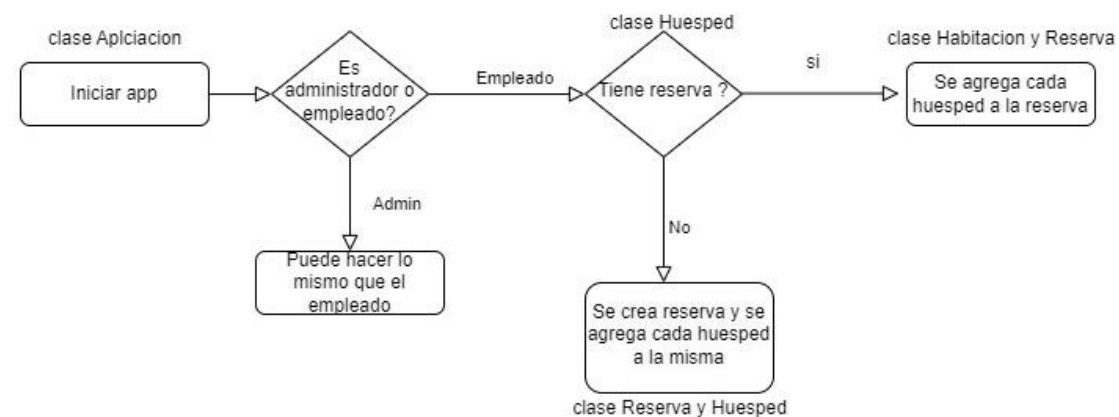 clase Aplciacion
Iniciar app
Es
administrador o
empleado?
Empleado
Admin
Puede hacer lo
mismo que el
empleado
clase Huesped
Tiene reserva ?
si
clase Habitacion y Reserva
Se agrega cada
huesped a la reserva
No
Se crea reserva y se
agrega cada huesped
a la misma
clase Reserva y Huesped